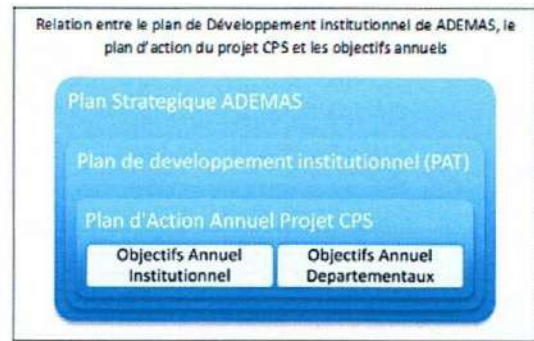 Relation entre le plan de Développement institutionnel de ADEMAS, le
plan d'action du projet CPS et les objectifs annuels
Plan Strategique ADEMAS
Plan de developpement institutionnel (PAT)
Plan d'Action Annuel Projet CPS
Objectifs Annuel
Institutionnel
Objectifs Annuel
Departementaux